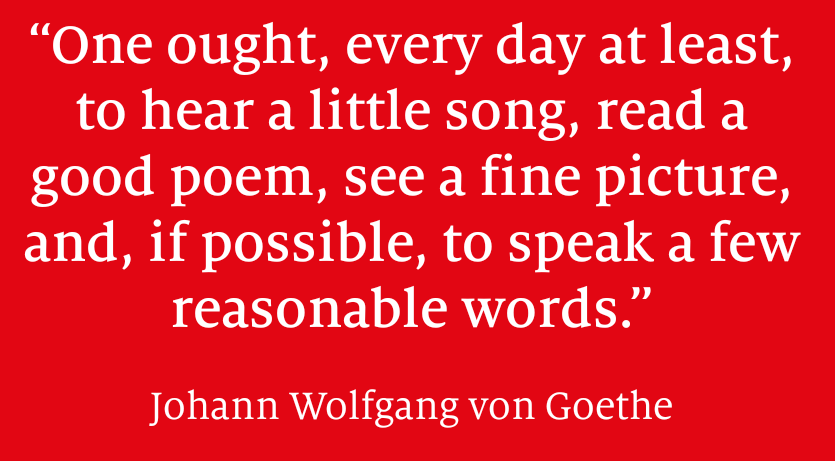 “One ought, every day at least,
to hear a little song, read a
good poem, see a fine picture,
and, if possible, to speak a few
reasonable words.”
Johann Wolfgang von Goethe